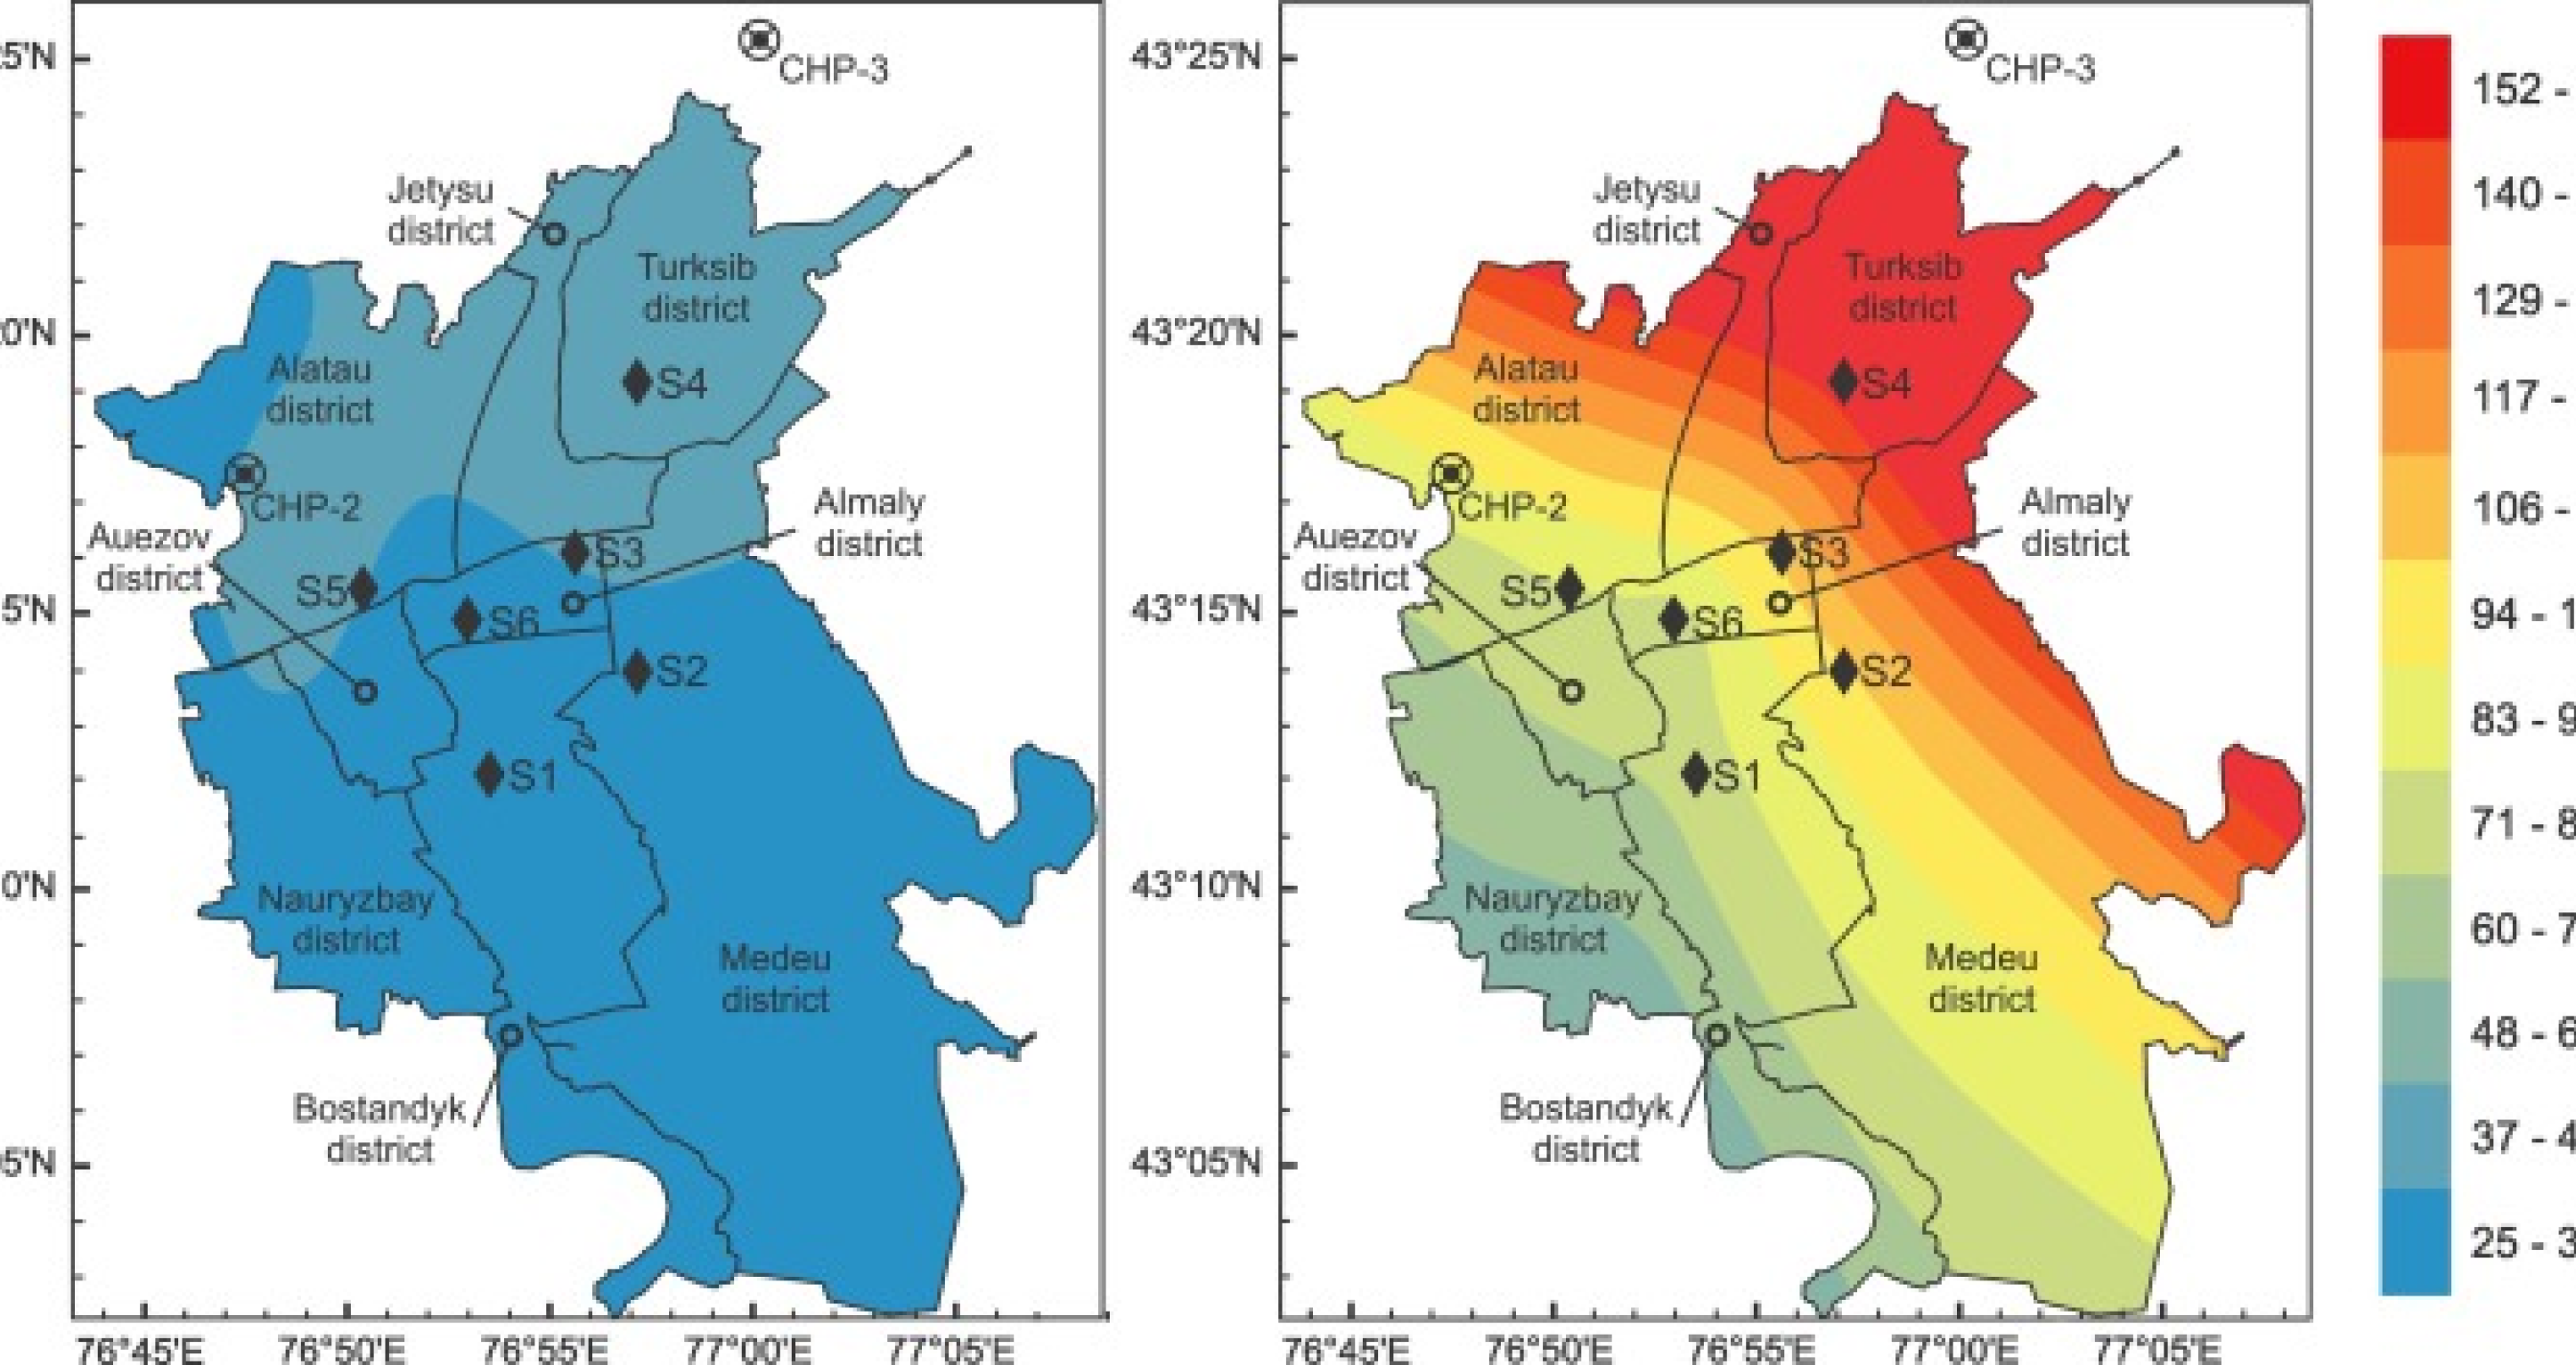 5'N
CHP-3
Jetysu
district
Turksib
district
0'N
Alatau
district
S4
CHP-2
Almaly
district
Auezov
district
S3
S5
5'N
S6
S2
S1
0'N
Nauryzbay
district
Medeu
district
Bostandyk
district
5'N
76°45'E 76°50'E 76°55'E 77°00'E 77°05'E
43°25'N
CHP-3
Jetysu
district
Turksib
district
43°20'N
Alatau
district
S4
CHP-2
Almaly
district
Auezov
district
S3
S5
43°15'N
S6
S2
S1
43°10'N
Nauryzbay
district
Medeu
district
Bostandyk
district
43°05'N
76°45'E 76°50'E 76°55'E 77°00'E 77°05'E
152 -
140 -
129 -
117 -
106 -
94 - 1
83 - 9
71 - 8
60 - 7
48 - 6
37 - 4
25 - 3